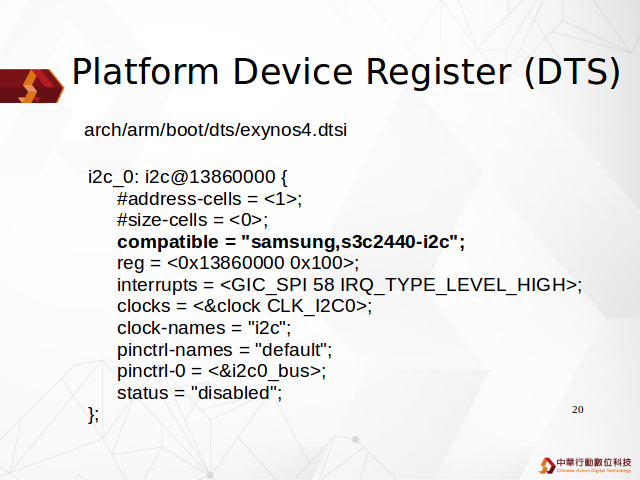 Platform Device Register (DTS)
arch/arm/boot/dts/exynos4.dtsi
i2c_0: i2c@13860000 {
#address-cells = <1>;
#size-cells = <0>;
compatible = "samsung,s3c2440-i2c";
reg = <0x13860000 0x100>;
interrupts = <GIC_SPI 58 IRQ_TYPE_LEVEL_HIGH>;
clocks = <&clock CLK_I2C0>;
clock-names = "i2c";
pinctrl-names = "default";
pinctrl-0 = <&i2c0_bus>;
status = "disabled";
};
20
中華行動數位科技
Chinese Action Digital Technology